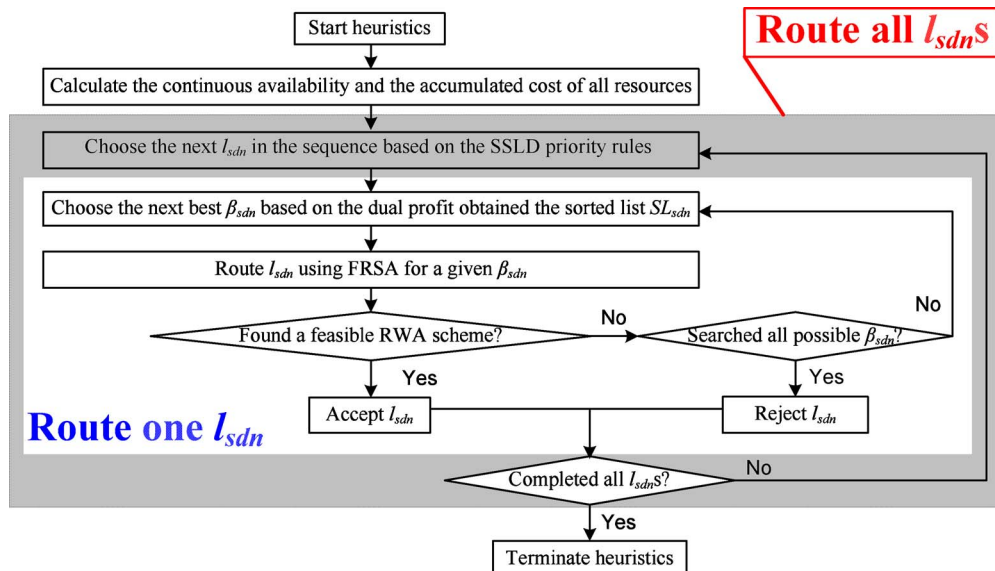 Start heuristics
Route all lsdns
Calculate the continuous availability and the accumulated cost of all resources
Choose the next lsdn in the sequence based on the SSLD priority rules
Choose the next best βsdn based on the dual profit obtained the sorted list SLsdn
Route lsdn using FRSA for a given βsdn
No
Found a feasible RWA scheme?
No
Searched all possible βsdn?
Yes
Yes
Accept lsdn
Reject lsdn
Route one lsdn
Completed all lsdns?
No
Yes
Terminate heuristics